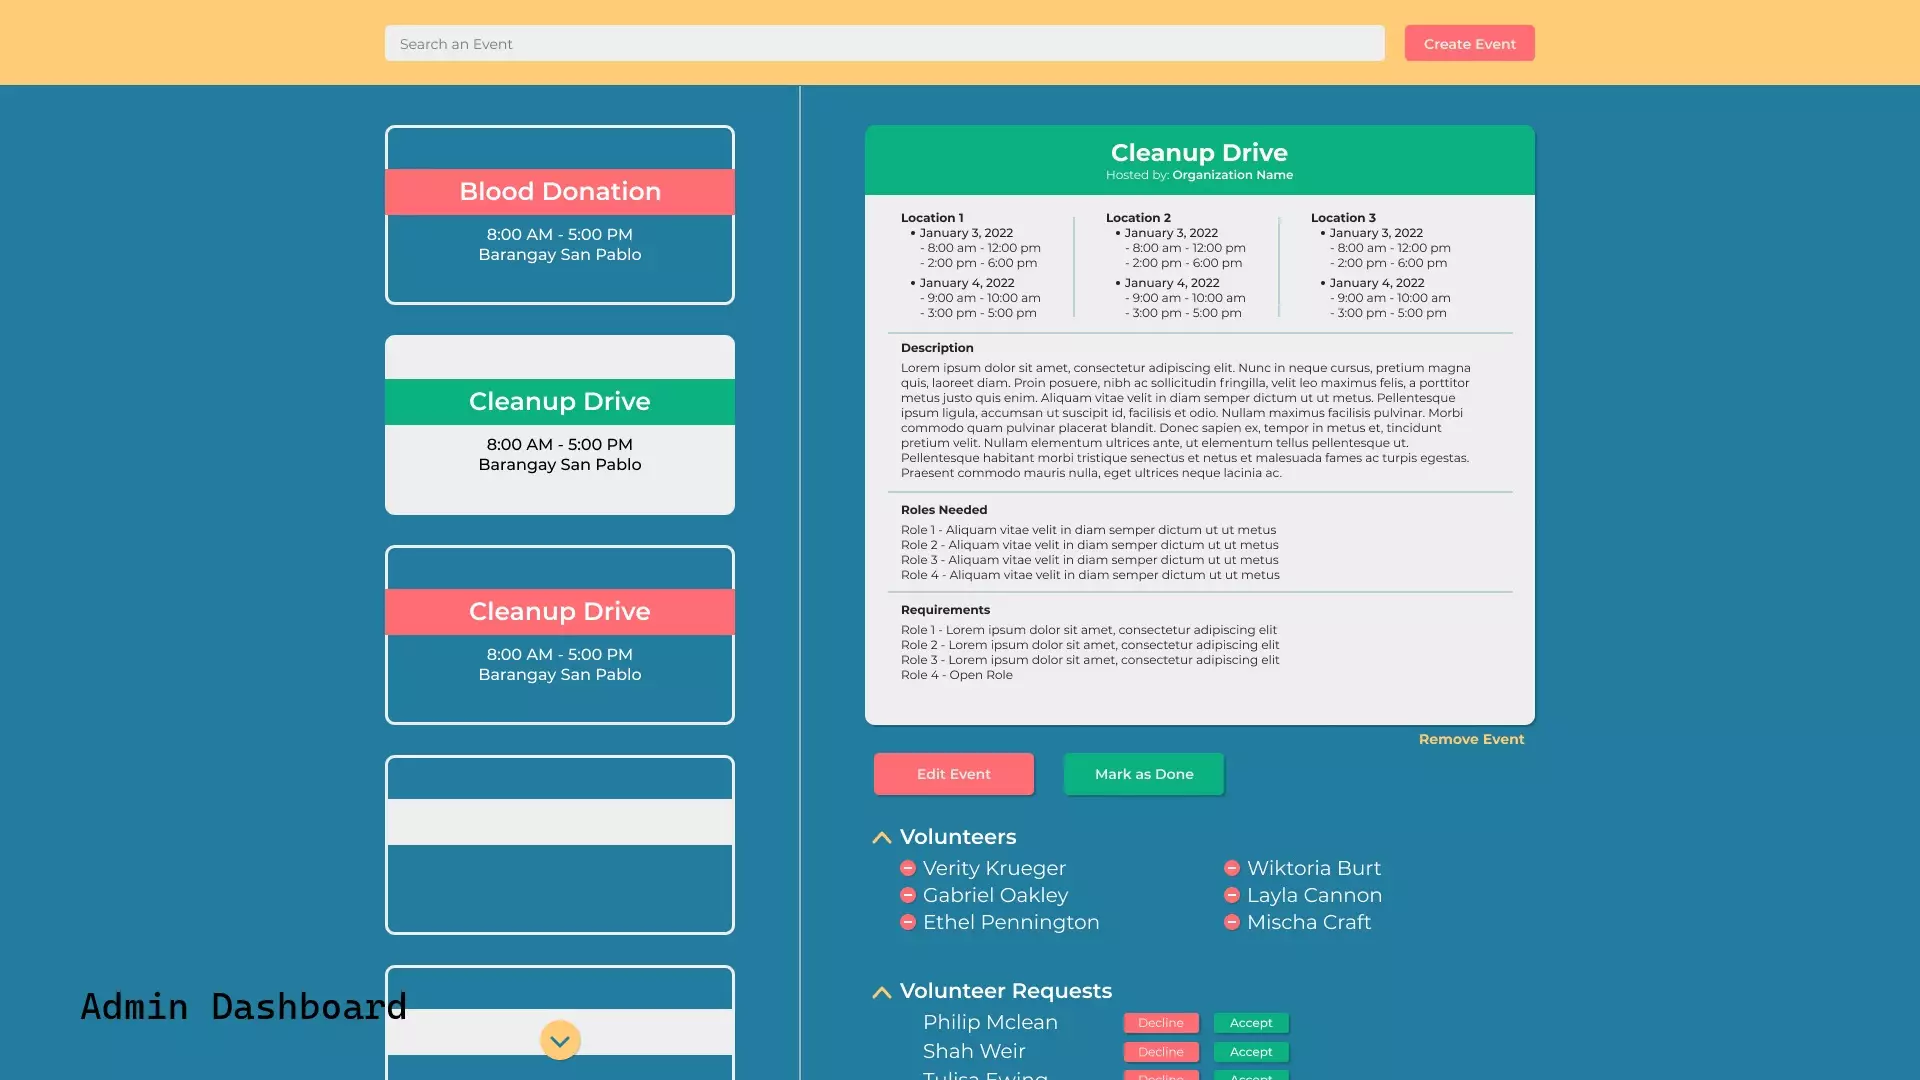 Search an Event
Create Event
Blood Donation
8:00 AM - 5:00 PM
Barangay San Pablo
Cleanup Drive
8:00 AM - 5:00 PM
Barangay San Pablo
Cleanup Drive
8:00 AM - 5:00 PM
Barangay San Pablo
Admin Dashboard
Cleanup Drive
Hosted by: Organization Name
Location 1
• January 3, 2022
- 8:00 am - 12:00 pm
- 2:00 pm - 6:00 pm
• January 4, 2022
- 9:00 am - 10:00 am
- 3:00 pm - 5:00 pm
Location 2
• January 3, 2022
- 8:00 am - 12:00 pm
- 2:00 pm - 6:00 pm
• January 4, 2022
- 9:00 am - 10:00 am
- 3:00 pm - 5:00 pm
Location 3
• January 3, 2022
- 8:00 am - 12:00 pm
- 2:00 pm - 6:00 pm
• January 4, 2022
- 9:00 am - 10:00 am
- 3:00 pm - 5:00 pm
Description
Lorem ipsum dolor sit amet, consectetur adipiscing elit. Nunc in neque cursus, pretium magna
quis, laoreet diam. Proin posuere, nibh ac sollicitudin fringilla, velit leo maximus felis, a porttitor
metus justo quis enim. Aliquam vitae velit in diam semper dictum ut ut metus. Pellentesque
ipsum ligula, accumsan ut suscipit id, facilisis et odio. Nullam maximus facilisis pulvinar. Morbi
commodo quam pulvinar placerat blandit. Donec sapien ex, tempor in metus et, tincidunt
pretium velit. Nullam elementum ultrices ante, ut elementum tellus pellentesque ut.
Pellentesque habitant morbi tristique senectus et netus et malesuada fames ac turpis egestas.
Praesent commodo mauris nulla, eget ultrices neque lacinia ac.
Roles Needed
Role 1 - Aliquam vitae velit in diam semper dictum ut ut metus
Role 2 - Aliquam vitae velit in diam semper dictum ut ut metus
Role 3 - Aliquam vitae velit in diam semper dictum ut ut metus
Role 4 - Aliquam vitae velit in diam semper dictum ut ut metus
Requirements
Role 1 - Lorem ipsum dolor sit amet, consectetur adipiscing elit
Role 2 - Lorem ipsum dolor sit amet, consectetur adipiscing elit
Role 3 - Lorem ipsum dolor sit amet, consectetur adipiscing elit
Role 4 - Open Role
Remove Event
Edit Event
Mark as Done
Volunteers
Verity Krueger
Wiktoria Burt
Gabriel Oakley
Layla Cannon
Ethel Pennington
Mischa Craft
Volunteer Requests
Philip Mclean
Decline
Accept
Shah Weir
Decline
Accept
Tulisa Ewing
Decline
Accept